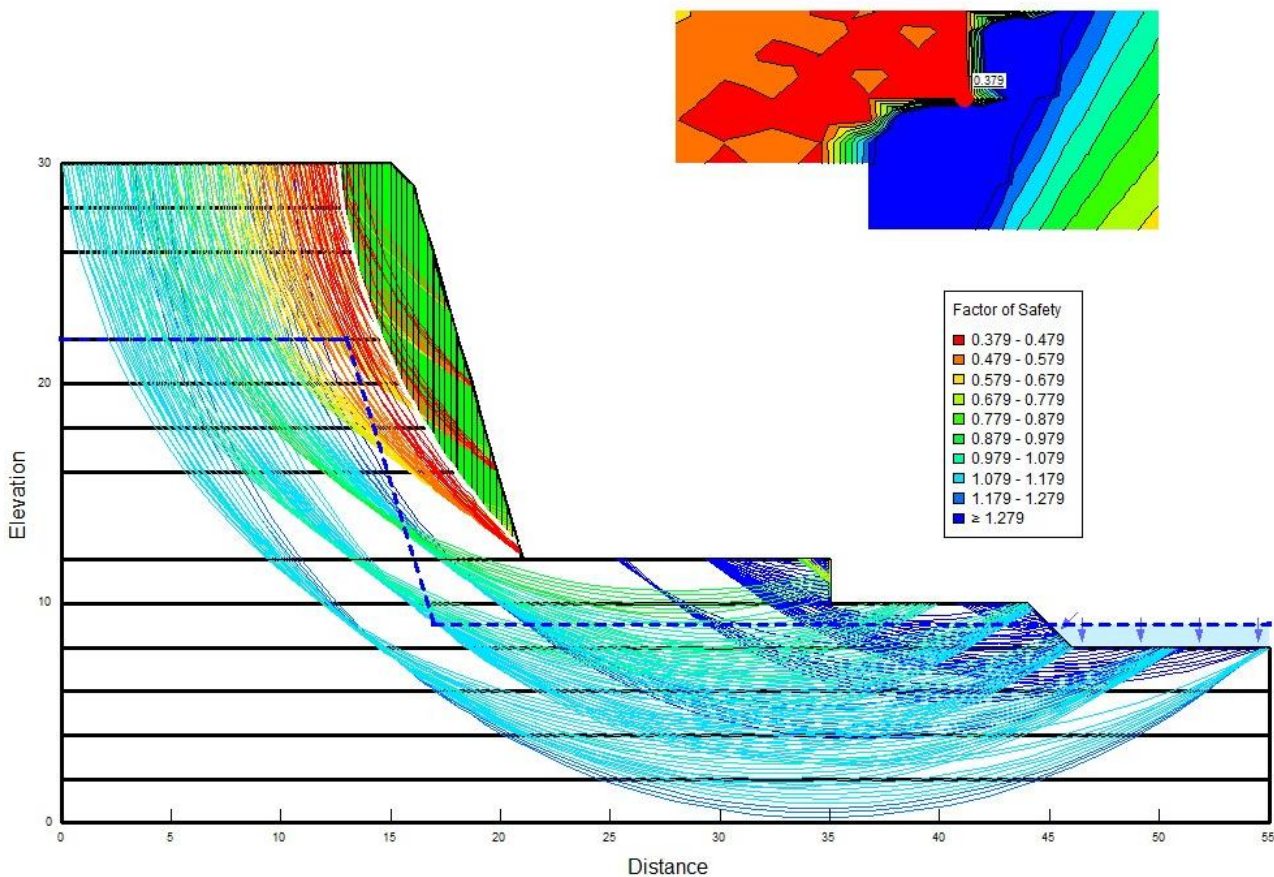 0.379
Factor of Safety
0.379 - 0.479
0.479 - 0.579
0.579 - 0.679
0.679 - 0.779
0.779 - 0.879
0.879 - 0.979
0.979 - 1.079
1.079 - 1.179
1.179 - 1.279
≥ 1.279
Elevation
30
20
10
0
0 5 10 15 20 25 30 35 40 45 50 55
Distance